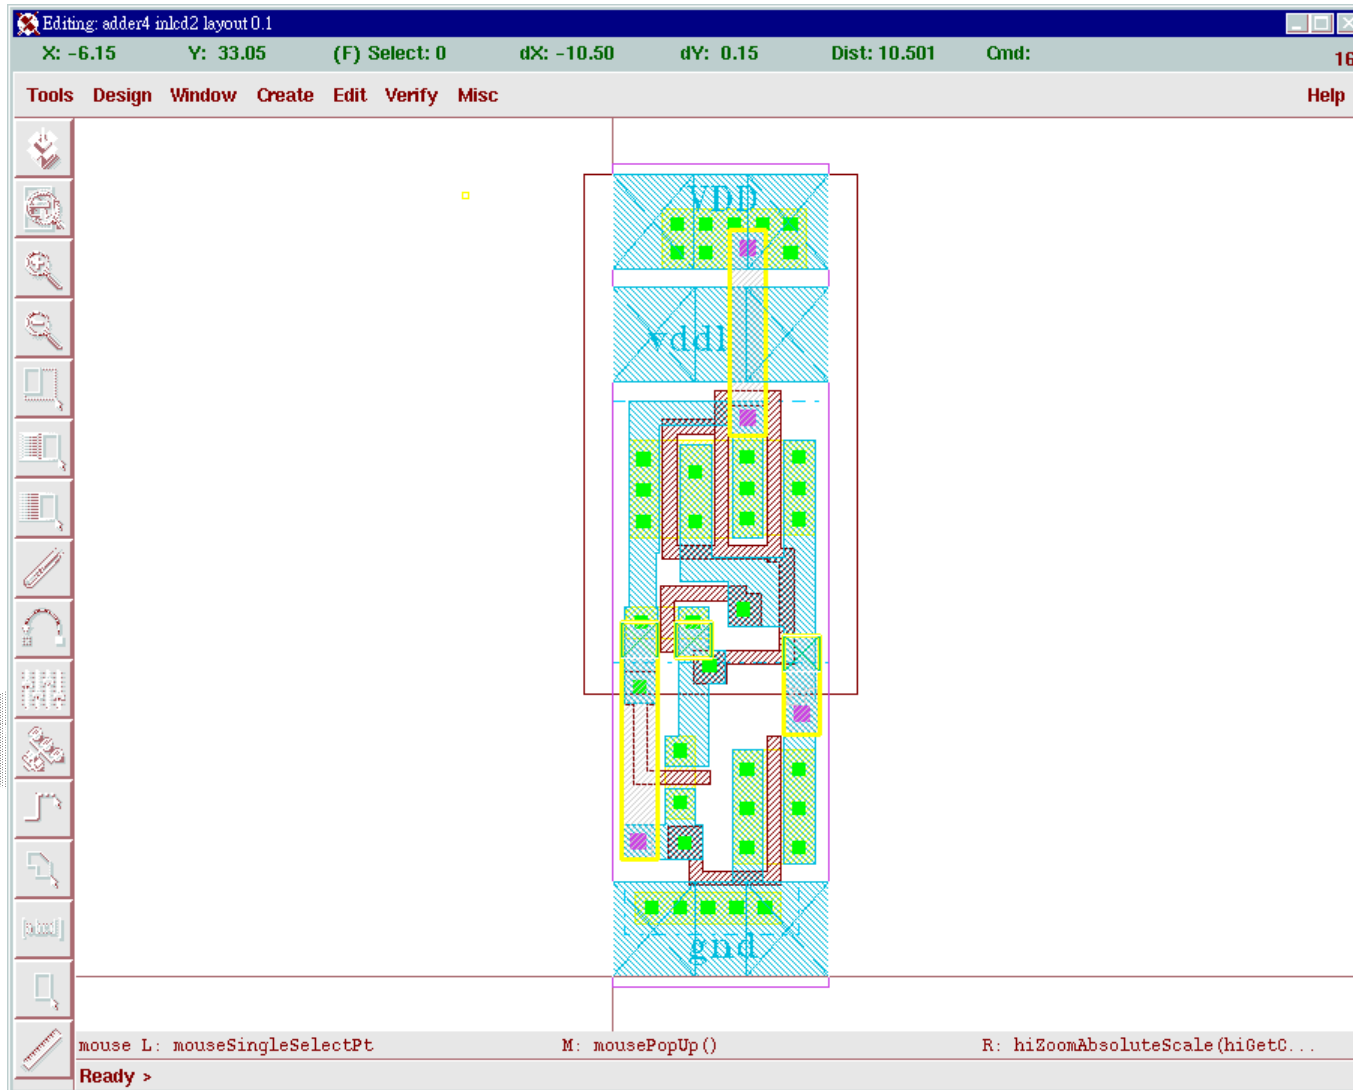 Editing: adder4 inlcd2 layout 0.1
X: -6.15 Y: 33.05 (F) Select: 0 dX: -10.50 dY: 0.15 Dist: 10.501 Cmd: 16
Tools Design Window Create Edit Verify Misc Help
VDD
vddl
[abcd]
gnd
mouse L: mouseSingleSelectPt M: mousePopUp() R: hiZoomAbsoluteScale(hiGetC...
Ready >